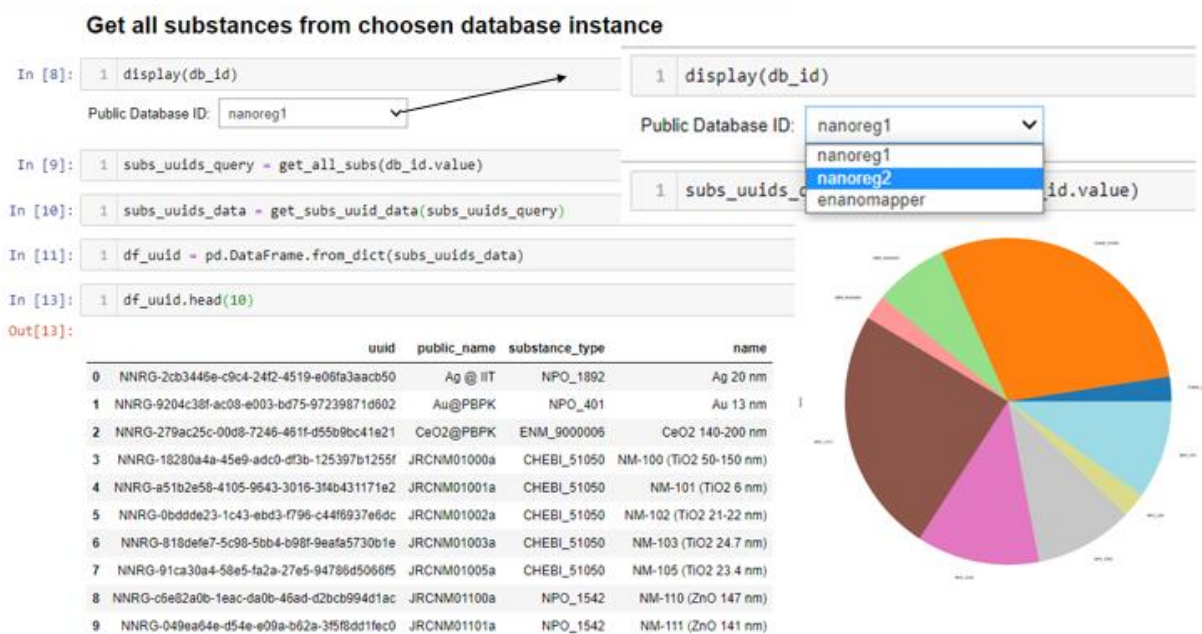 Get all substances from choosen database instance
In [8]:
1 display(db_id)
Public Database ID: nanoreg1
In [9]:
1 subs_uuids_query = get_all_subs(db_id.value)
In [10]:
1 subs_uuids_data = get_subs_uuid_data(subs_uuids_query)
In [11]:
1 df_uuid = pd.DataFrame.from_dict(subs_uuids_data)
In [13]:
1 df_uuid.head(10)
Out[13]:
uuid public_name substance_type name
0 NNRG-2cb3446e-c9c4-24f2-4519-e06fa3aacb50 Ag @ IIT NPO_1892 Ag 20 nm
1 NNRG-9204c38f-ac08-e003-bd75-97239871d602 Au@PBPK NPO_401 Au 13 nm
2 NNRG-279ac25c-00d8-7246-461f-d55b9bc41e21 CeO2@PBPK ENM_9000006 CeO2 140-200 nm
3 NNRG-18280a4a-45e9-adc0-df3b-125397b1255f JRCNM01000a CHEBI_51050 NM-100 (TiO2 50-150 nm)
4 NNRG-a51b2e58-4105-9643-3016-3f4b431171e2 JRCNM01001a CHEBI_51050 NM-101 (TiO2 6 nm)
5 NNRG-0bddde23-1c43-ebd3-f796-c44f6937e6dc JRCNM01002a CHEBI_51050 NM-102 (TiO2 21-22 nm)
6 NNRG-818defe7-5c98-5bb4-b98f-9eafa5730b1e JRCNM01003a CHEBI_51050 NM-103 (TiO2 24.7 nm)
7 NNRG-91ca30a4-58e5-fa2a-27e5-94786d5066f5 JRCNM01005a CHEBI_51050 NM-105 (TiO2 23.4 nm)
8 NNRG-c6e82a0b-1eac-da0b-46ad-d2bcb994d1ac JRCNM01100a NPO_1542 NM-110 (ZnO 147 nm)
9 NNRG-049ea64e-d54e-e09a-b62a-3f5f8dd1fec0 JRCNM01101a NPO_1542 NM-111 (ZnO 141 nm)
1 display(db_id)
Public Database ID: nanoreg1
nanoreg1
nanoreg2
enanomapper
1 subs_uuids_ id.value)